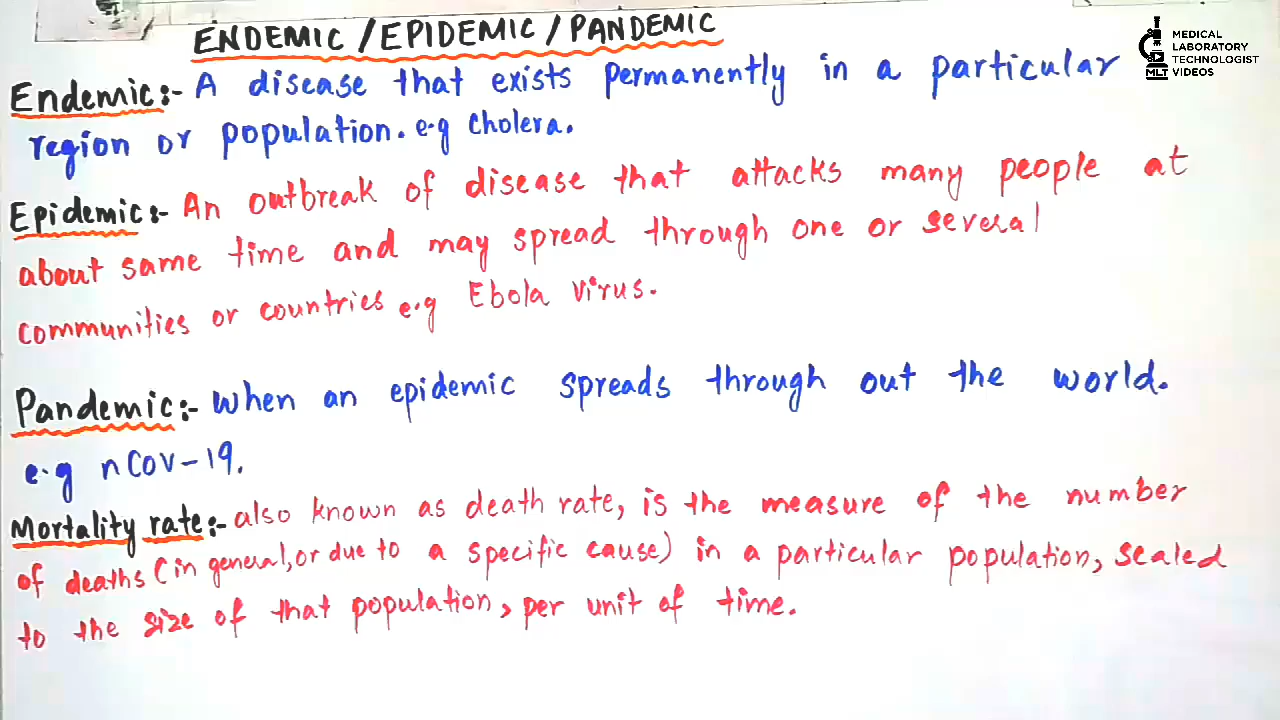 ENDEMIC/EPIDEMIC/PANDEMIC
MEDICAL
LABORATORY
TECHNOLOGIST
MLT VIDEOS
Endemic:- A disease that exists permanently in a particular
region or population. e.g Cholera.
Epidemic:- An outbreak of disease that attacks many people at
about same time and may spread through one or several
communities or countries e.g Ebola Virus.
Pandemic:- When an epidemic spreads through out the world.
e.g nCov-19.
Mortality rate:- also known as death rate, is the measure of the number
of deaths (in general, or due to a specific cause) in a particular population, scaled
to the size of that population, per unit of time.